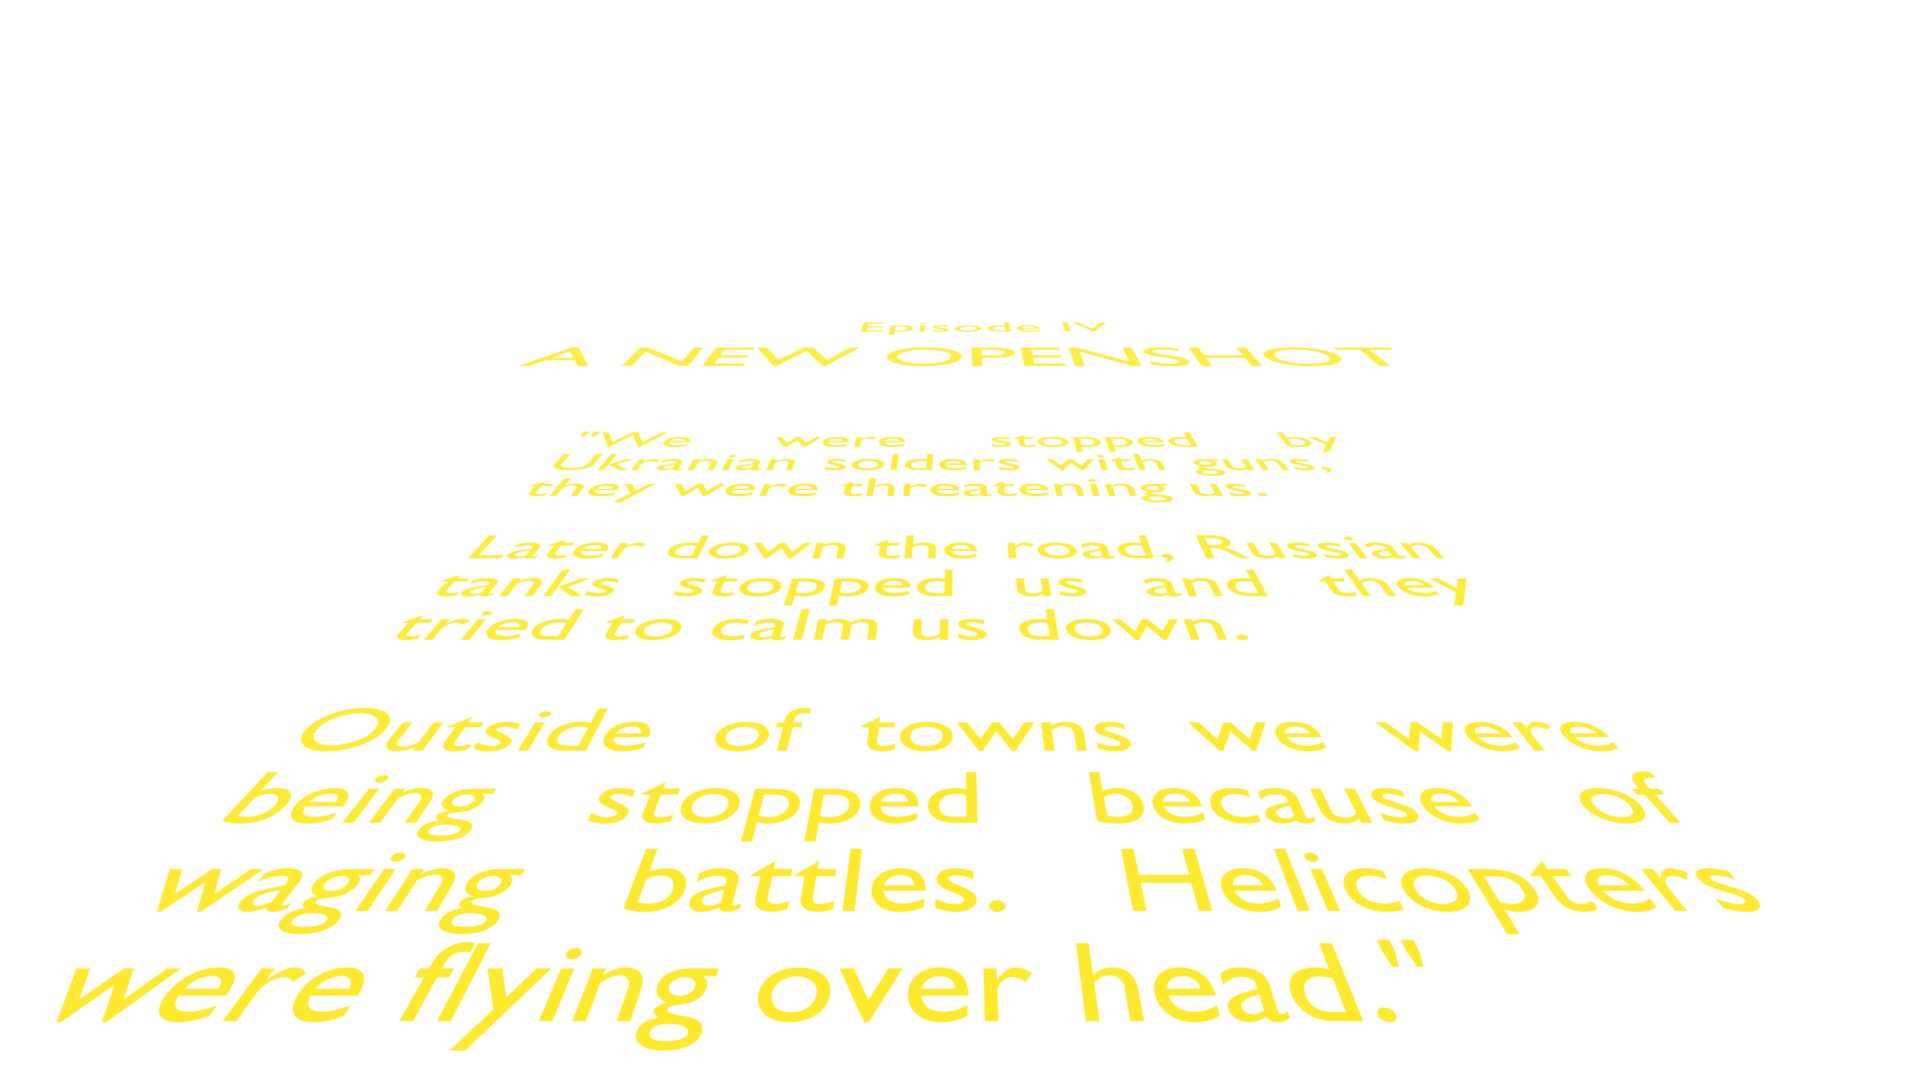 Episode IV
A NEW OPENSHOT
"We were stopped by
Ukranian solders with guns,
they were threatening us.
Later down the road, Russian
tanks stopped us and they
tried to calm us down.
Outside of towns we were
being stopped because of
waging battles. Helicopters
were flying over head."